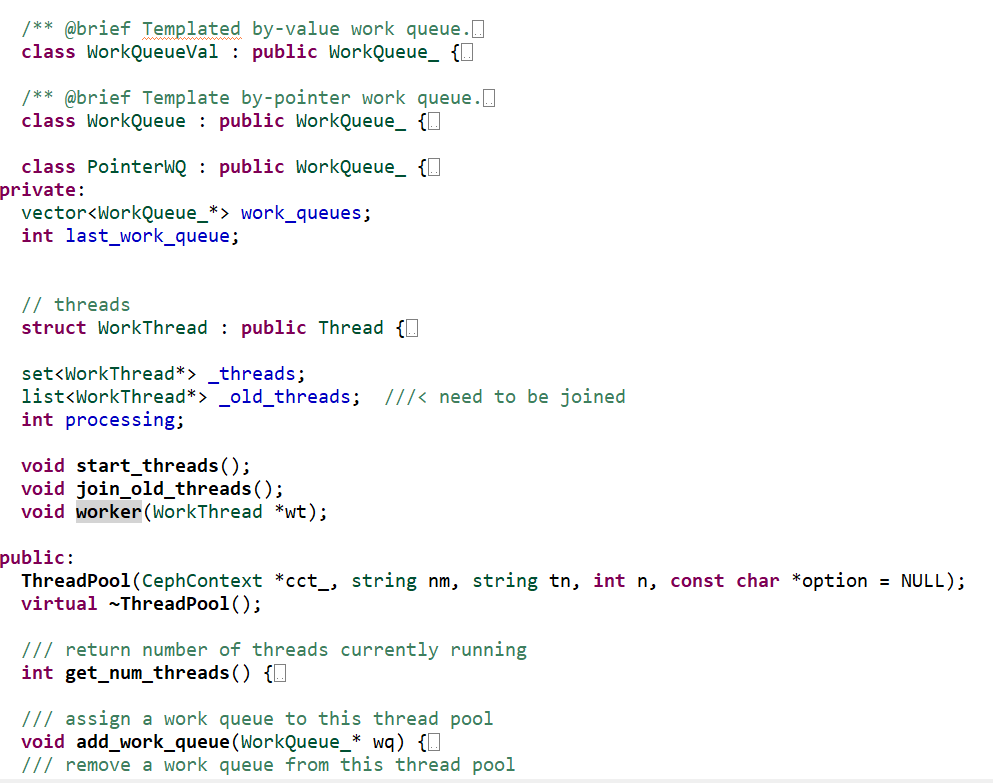 /** @brief Templated by-value work queue.
class WorkQueueVal : public WorkQueue_ {
/** @brief Template by-pointer work queue.
class WorkQueue : public WorkQueue_ {
class PointerWQ : public WorkQueue_ {
private:
vector<WorkQueue_*> work_queues;
int last_work_queue;
// threads
struct WorkThread : public Thread {
set<WorkThread*> _threads;
list<WorkThread*> _old_threads;  ///< need to be joined
int processing;
void start_threads();
void join_old_threads();
void worker(WorkThread *wt);
public:
ThreadPool(CephContext *cct_, string nm, string tn, int n, const char *option = NULL);
virtual ~ThreadPool();
/// return number of threads currently running
int get_num_threads() {
/// assign a work queue to this thread pool
void add_work_queue(WorkQueue_* wq) {
/// remove a work queue from this thread pool